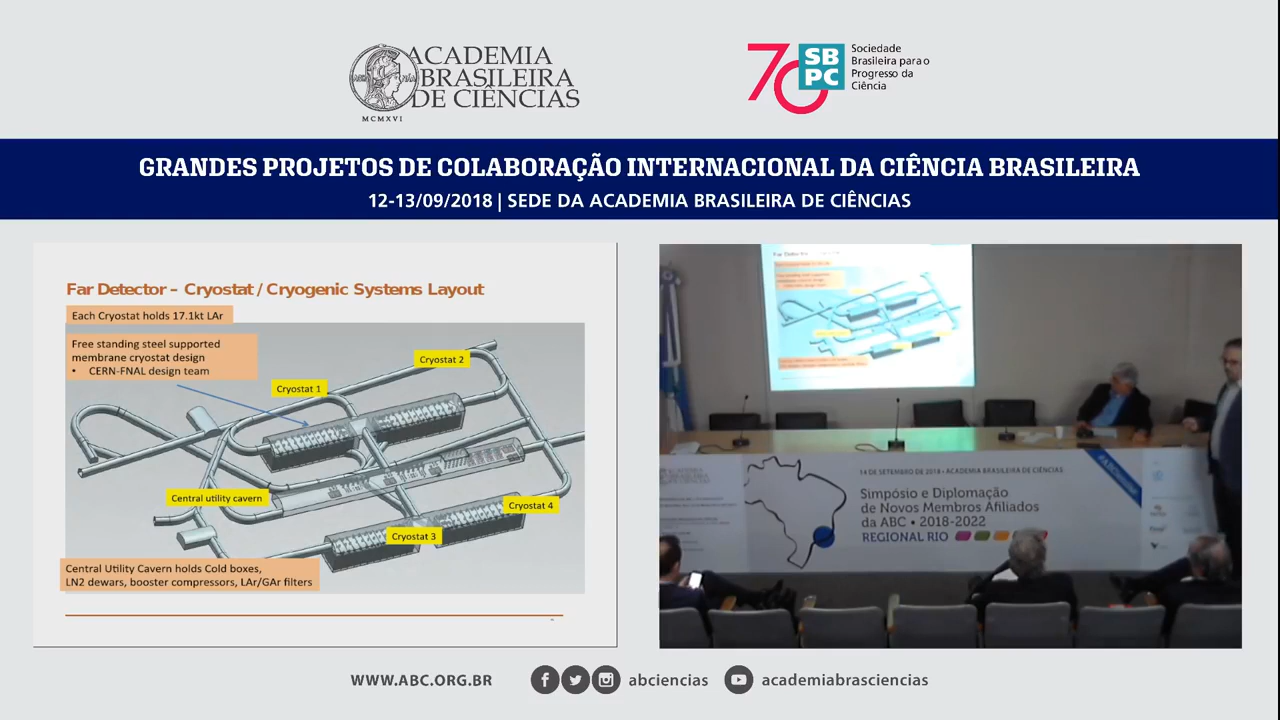 ACADEMIA
BRASILEIRA
DE CIÊNCIAS
MCMXVI
70
SB
PC
Sociedade
Brasileira para o
Progresso da
Ciência
GRANDES PROJETOS DE COLABORAÇÃO INTERNACIONAL DA CIÊNCIA BRASILEIRA
12-13/09/2018 | SEDE DA ACADEMIA BRASILEIRA DE CIÊNCIAS
Far Detector – Cryostat / Cryogenic Systems Layout
Each Cryostat holds 17.1kt LAr
Free standing steel supported
membrane cryostat design
• CERN-FNAL design team
Cryostat 1
Cryostat 2
Central utility cavern
Cryostat 3
Cryostat 4
Central Utility Cavern holds Cold boxes,
LN2 dewars, booster compressors, LAr/GAr filters
14 DE SETEMBRO DE 2018 • ACADEMIA BRASILEIRA DE CIÊNCIAS
Simpósio e Diplomação
de Novos Membros Afiliados
da ABC • 2018-2022
REGIONAL RIO
WWW.ABC.ORG.BR
abciencias
academiabrasciencias